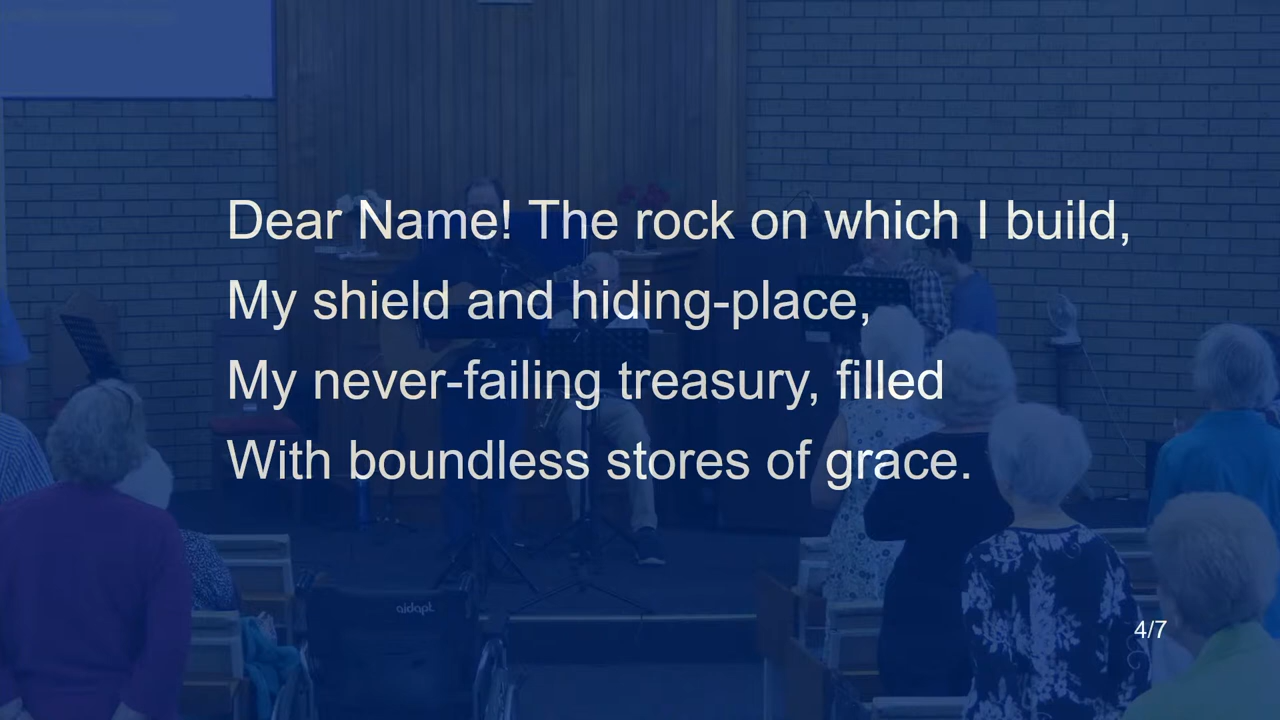 Dear Name! The rock on which I build,
My shield and hiding-place,
My never-failing treasury, filled
With boundless stores of grace.
aidapt
4/7